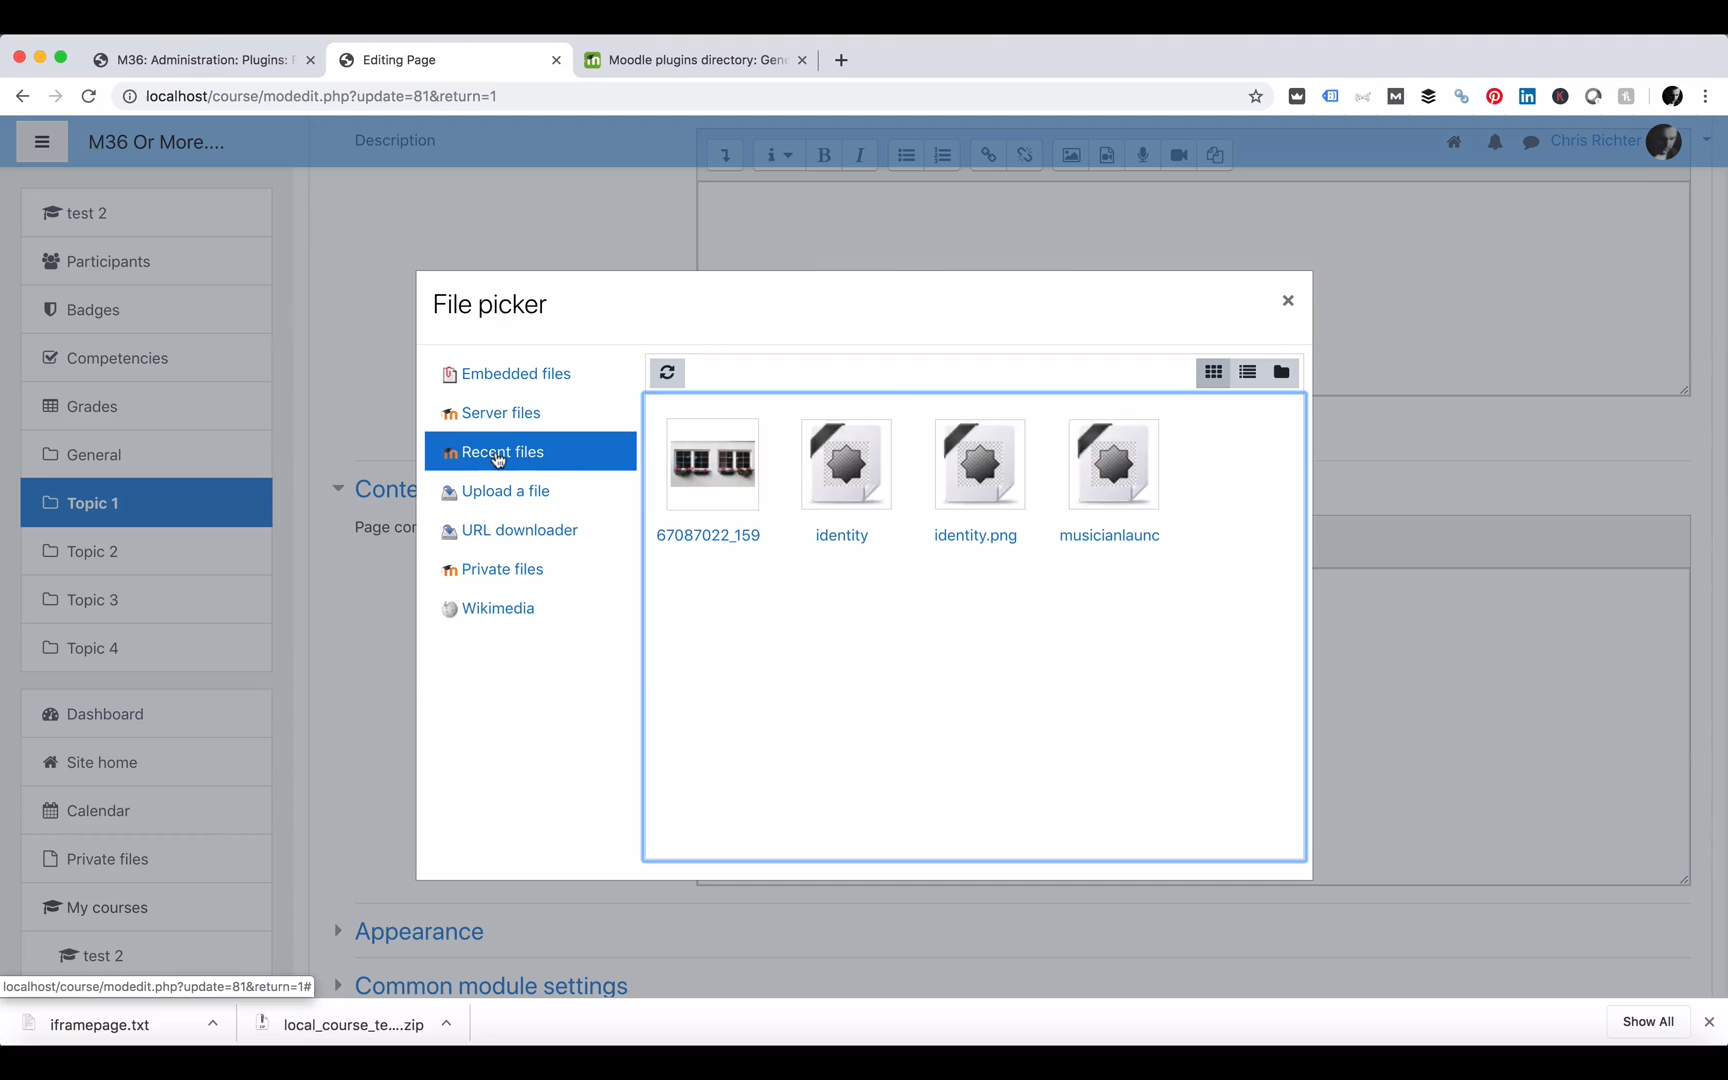 M36: Administration: Plugins:
Editing Page
Moodle plugins directory: Gene
localhost/course/modedit.php?update=81&return=1
M36 Or More....
Description
Chris Richter
test 2
Participants
Badges
Competencies
Grades
General
Topic 1
Topic 2
Topic 3
Topic 4
Dashboard
Site home
Calendar
Private files
My courses
test 2
File picker
Embedded files
Server files
Recent files
Upload a file
URL downloader
Private files
Wikimedia
67087022_159
identity
identity.png
musicianlaunc
Conte
Page cor
Appearance
Common module settings
localhost/course/modedit.php?update=81&return=1#
iframepage.txt
local_course_te....zip
Show All